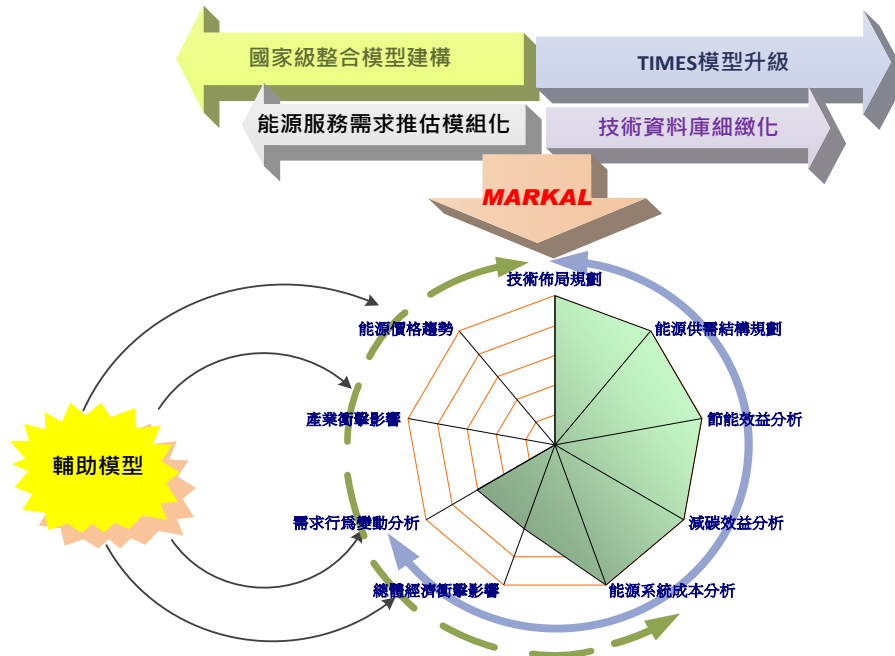 國家級整合模型建構
TIMES模型升級
能源服務需求推估模組化
技術資料庫細緻化
MARKAL
技術佈局規劃
能源價格趨勢
能源供需結構規劃
產業衝擊影響
節能效益分析
輔助模型
需求行為變動分析
減碳效益分析
總體經濟衝擊影響
能源系統成本分析